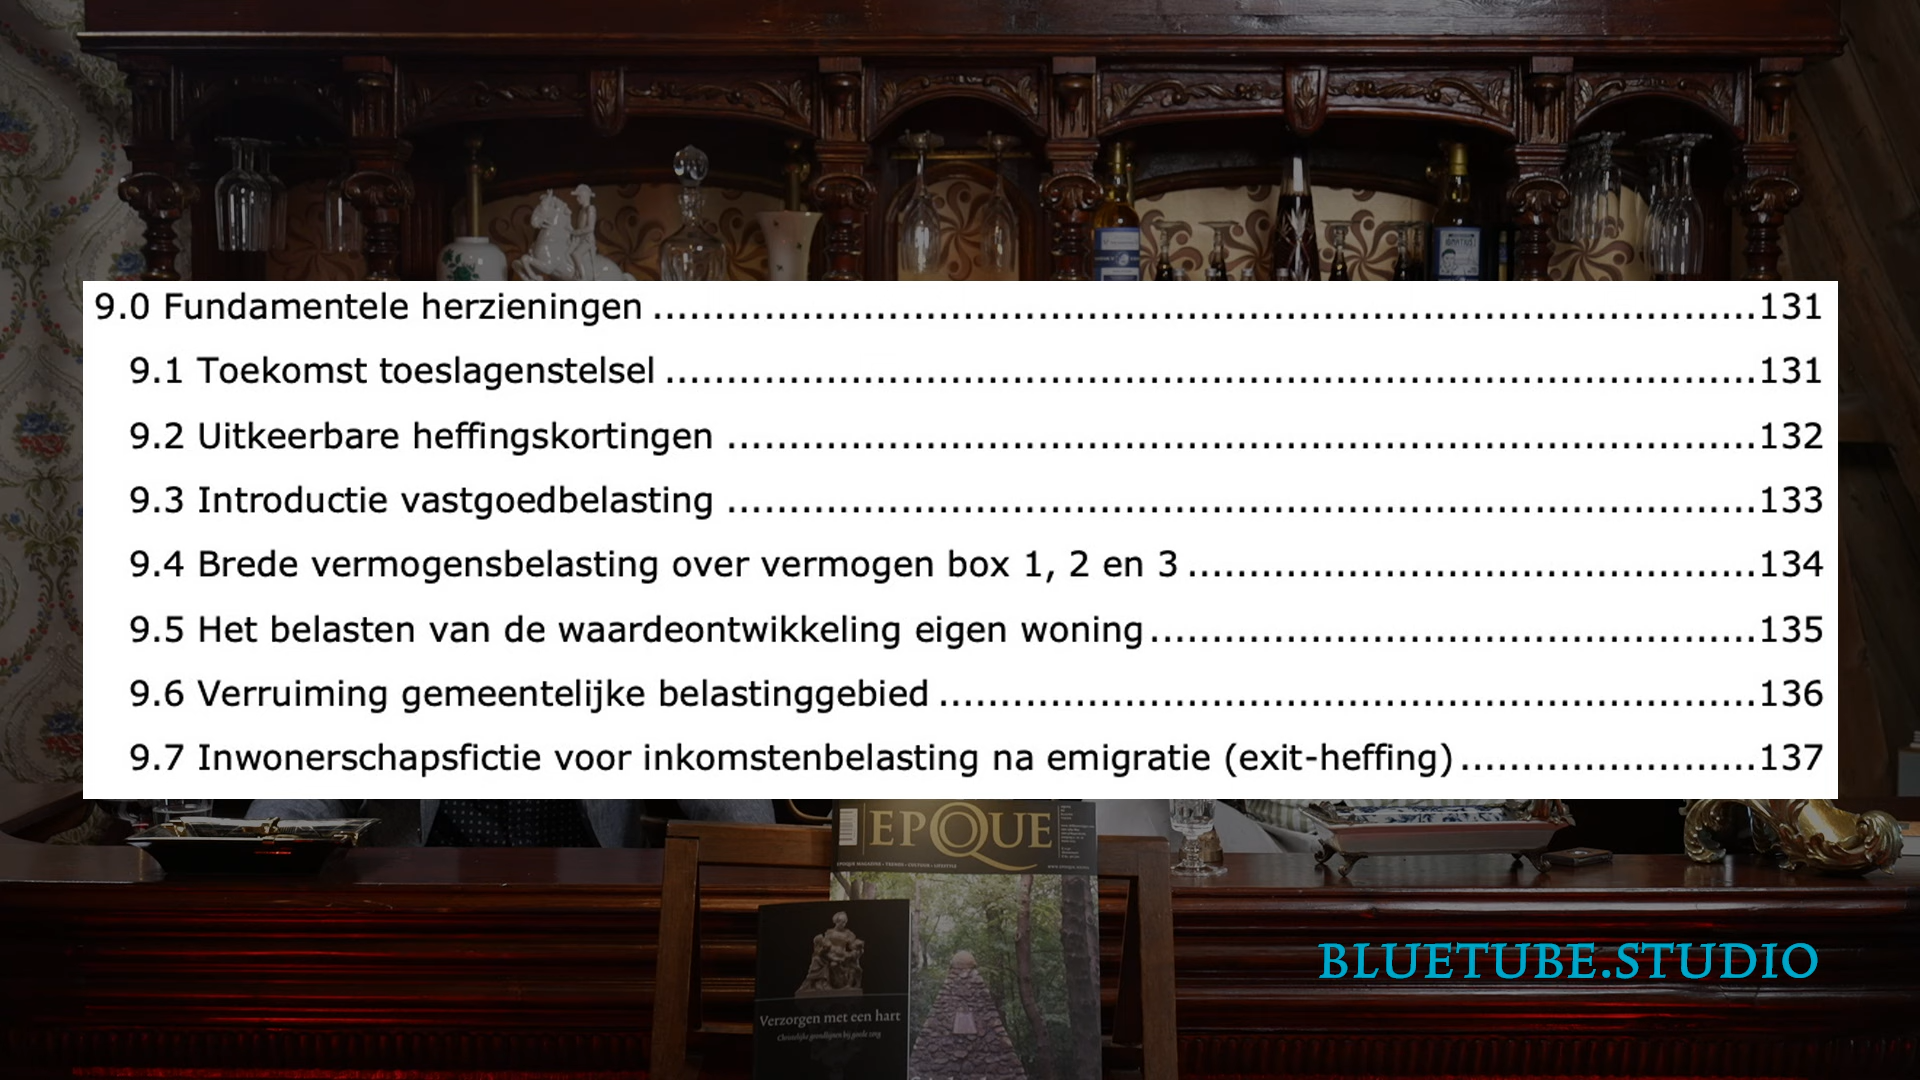 9.0 Fundamentele herzieningen ........................................................................................ 131
9.1 Toekomst toeslagenstelsel ....................................................................................... 131
9.2 Uitkeerbare heffingskortingen .................................................................................. 132
9.3 Introductie vastgoedbelasting .................................................................................. 133
9.4 Brede vermogensbelasting over vermogen box 1, 2 en 3 ............................................. 134
9.5 Het belasten van de waardeontwikkeling eigen woning ................................................ 135
9.6 Verruiming gemeentelijke belastinggebied ................................................................. 136
9.7 Inwonerschapsfictie voor inkomstenbelasting na emigratie (exit-heffing) ....................... 137
EPQUE
BLUETUBE.STUDIO
Verzorgen met een hart